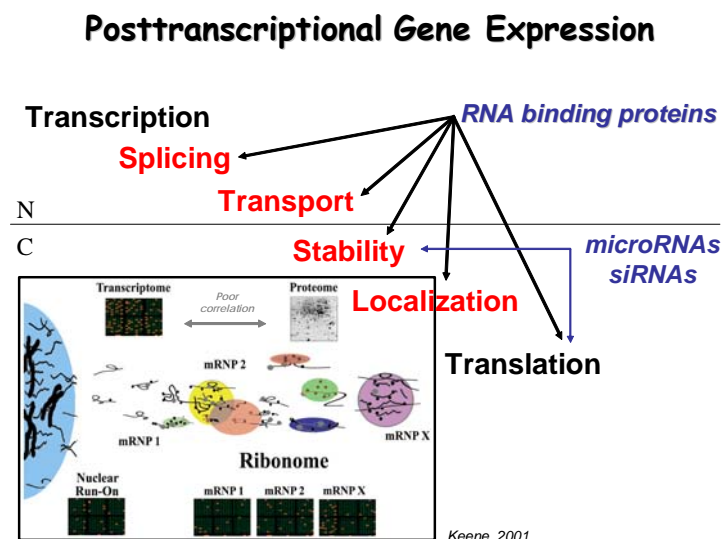 Posttranscriptional Gene Expression
Transcription
RNA binding proteins
Splicing
Transport
N
C
Stability
microRNAs
siRNAs
Transcriptome
Poor
correlation
Proteome
Localization
mRNP 2
Translation
mRNP 1
mRNP X
Ribonome
Nuclear
Run-On
mRNP 1
mRNP 2
mRNP X
Keene, 2001